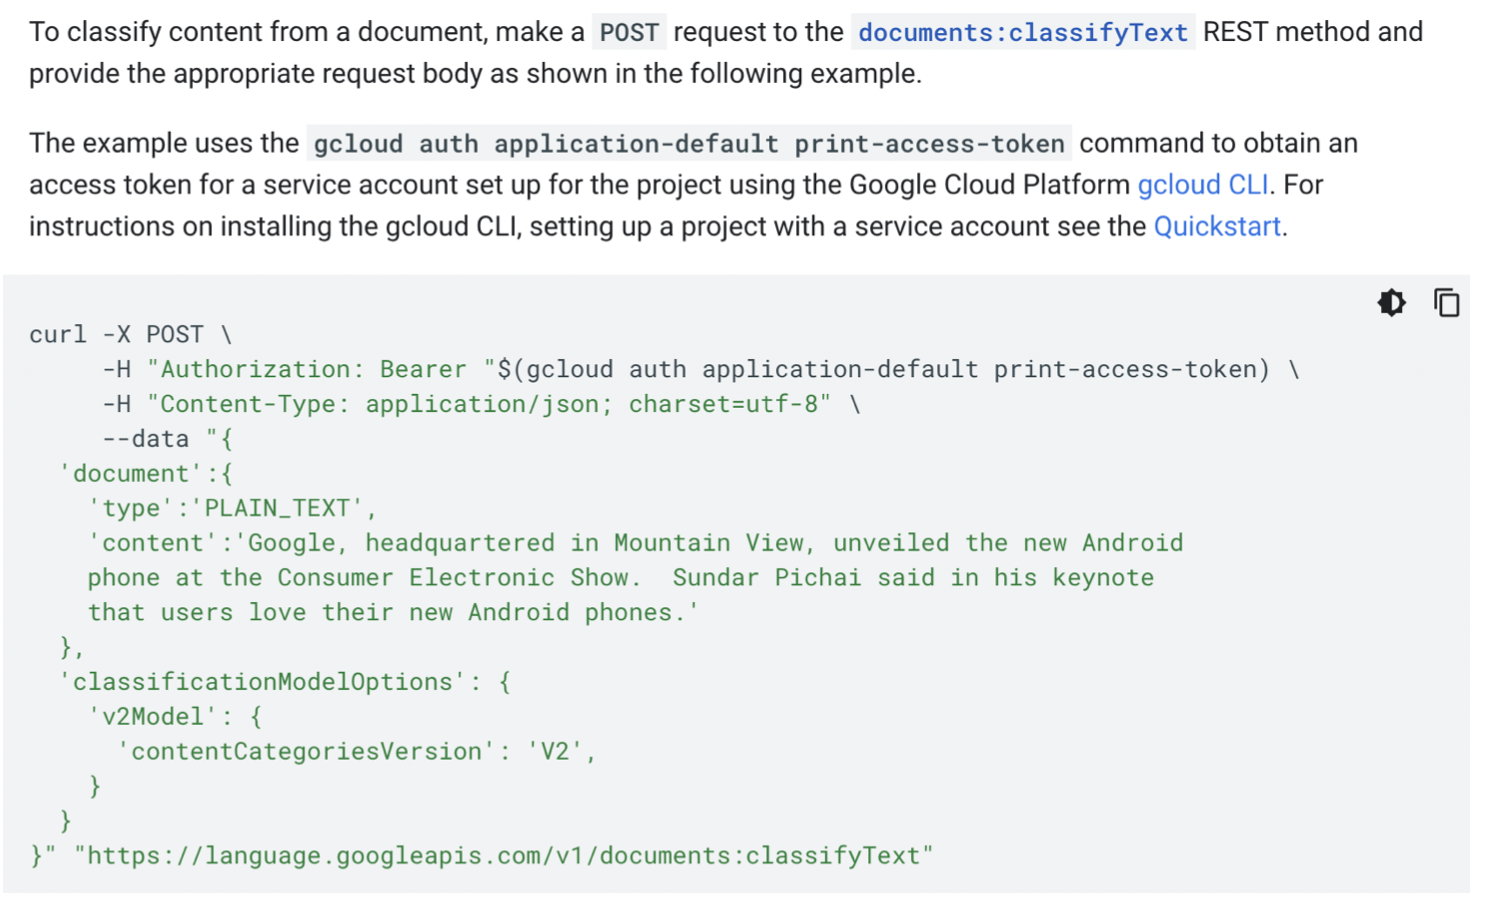 To classify content from a document, make a POST request to the documents:classifyText REST method and
provide the appropriate request body as shown in the following example.
The example uses the gcloud auth application-default print-access-token command to obtain an
access token for a service account set up for the project using the Google Cloud Platform gcloud CLI. For
instructions on installing the gcloud CLI, setting up a project with a service account see the Quickstart.
curl -X POST \
     -H "Authorization: Bearer "$(gcloud auth application-default print-access-token) \
     -H "Content-Type: application/json; charset=utf-8" \
     --data "{
  'document':{
    'type':'PLAIN_TEXT',
    'content':'Google, headquartered in Mountain View, unveiled the new Android
    phone at the Consumer Electronic Show.  Sundar Pichai said in his keynote
    that users love their new Android phones.'
  },
  'classificationModelOptions': {
    'v2Model': {
      'contentCategoriesVersion': 'V2',
    }
  }
}" "https://language.googleapis.com/v1/documents:classifyText"